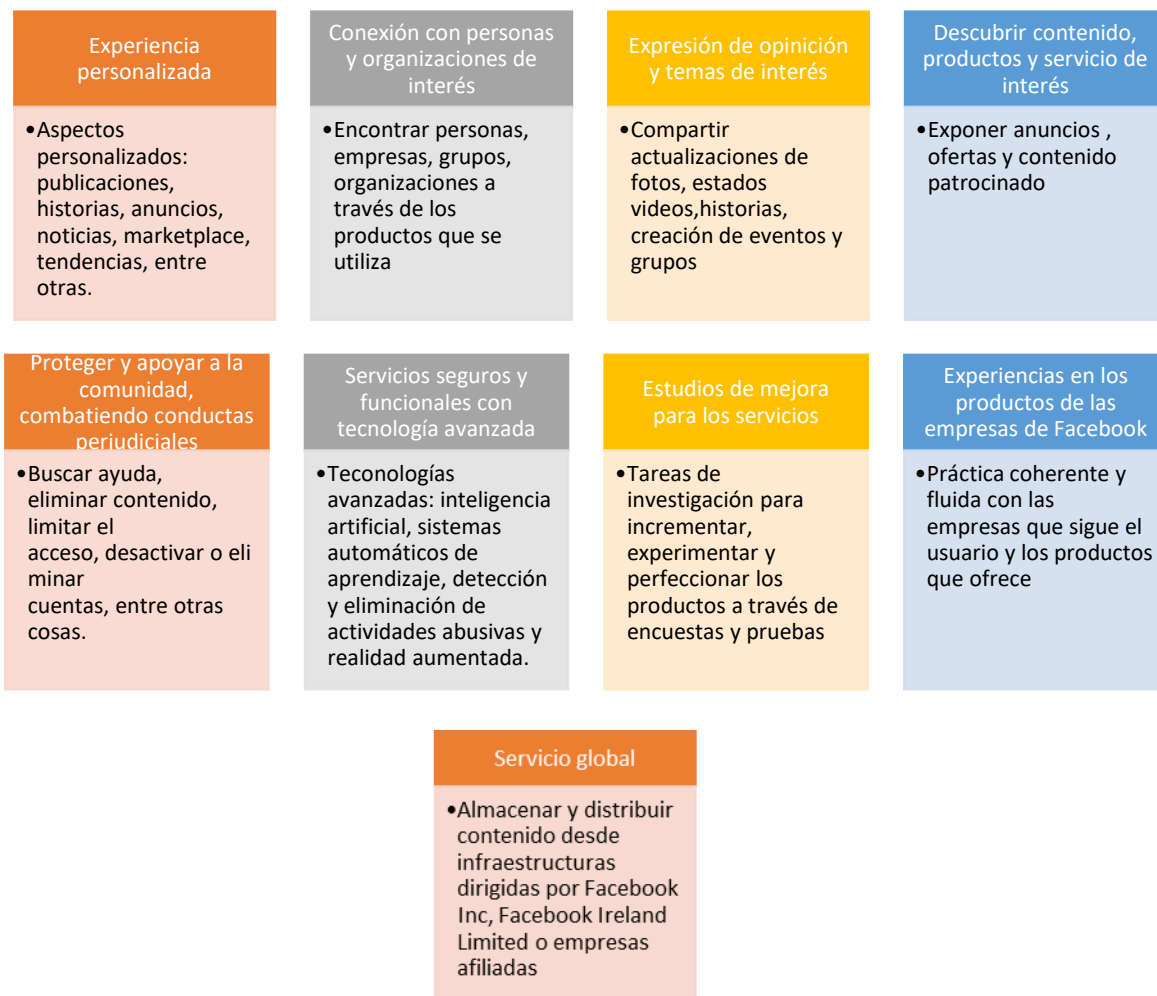 Experiencia
personalizada
•Aspectos
personalizados:
publicaciones,
historias, anuncios,
noticias, marketplace,
tendencias, entre
otras.
Conexión con personas
y organizaciones de
interés
•Encontrar personas,
empresas, grupos,
organizaciones a
través de los
productos que se
utiliza
Expresión de opinión
y temas de interés
•Compartir
actualizaciones de
fotos, estados
videos,historias,
creación de eventos y
grupos
Descubrir contenido,
productos y servicio de
interés
•Exponer anuncios ,
ofertas y contenido
patrocinado
Proteger y apoyar a la
comunidad,
combatiendo conductas
perjudiciales
•Buscar ayuda,
eliminar contenido,
limitar el
acceso, desactivar o eli
minar
cuentas, entre otras
cosas.
Servicios seguros y
funcionales con
tecnología avanzada
•Teconologías
avanzadas: inteligencia
artificial, sistemas
automáticos de
aprendizaje, detección
y eliminación de
actividades abusivas y
realidad aumentada.
Estudios de mejora
para los servicios
•Tareas de
investigación para
incrementar,
experimentar y
perfeccionar los
productos a través de
encuestas y pruebas
Experiencias en los
productos de las
empresas de Facebook
•Práctica coherente y
fluida con las
empresas que sigue el
usuario y los productos
que ofrece
Servicio global
•Almacenar y distribuir
contenido desde
infraestructuras
dirigidas por Facebook
Inc, Facebook Ireland
Limited o empresas
afiliadas